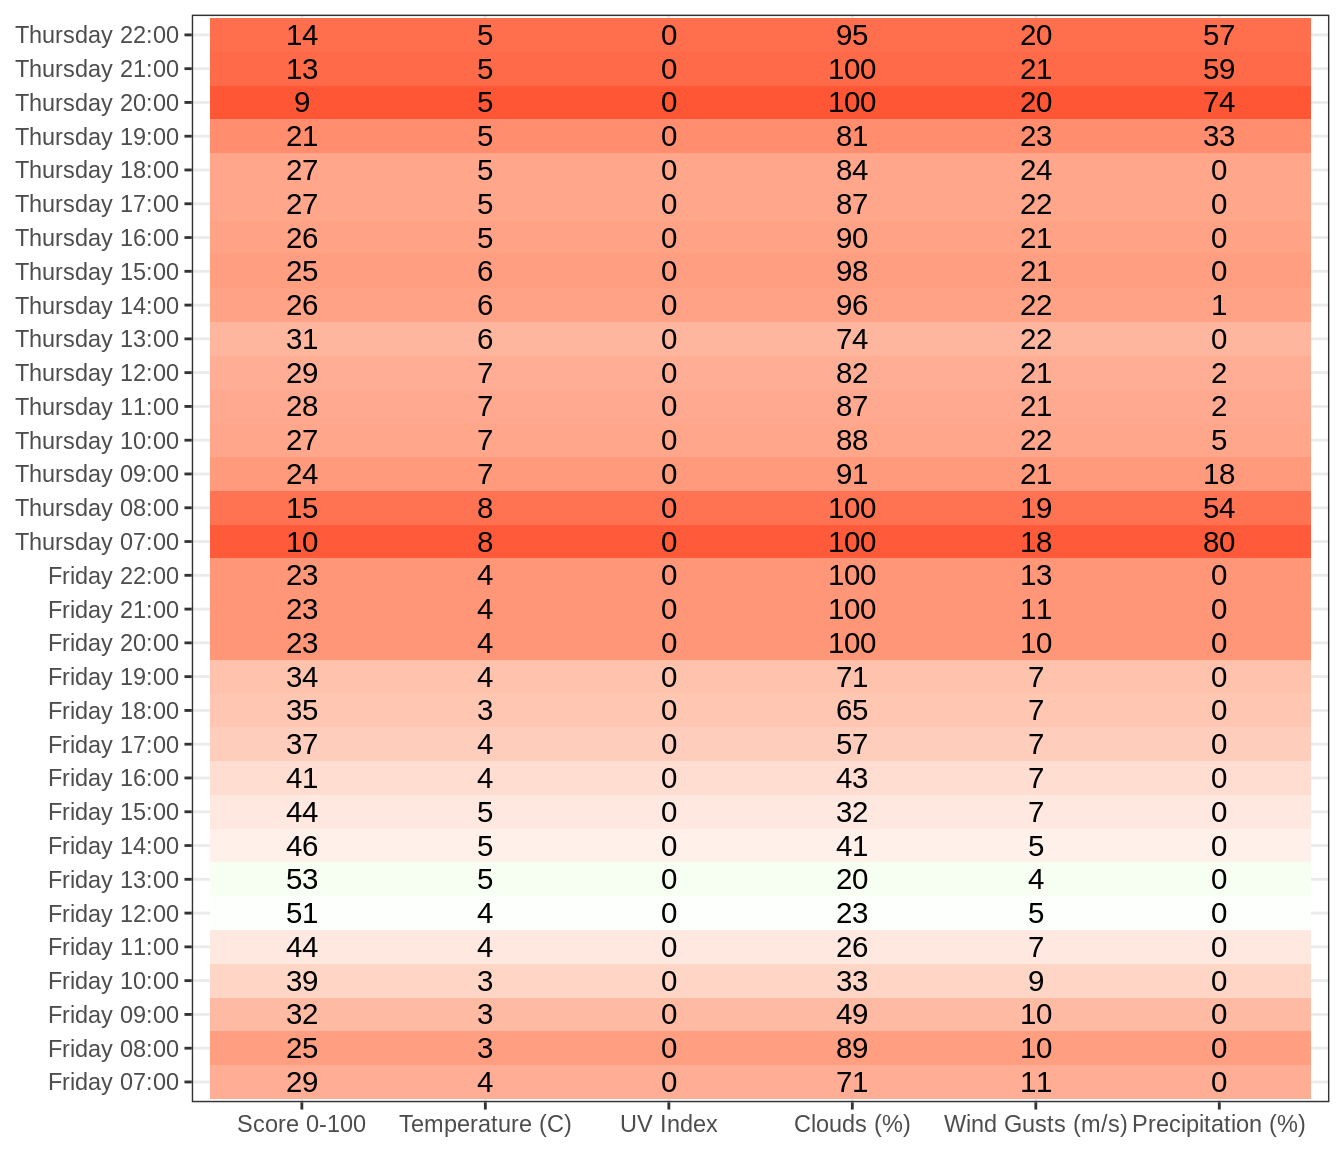 Thursday 22:00 14 5 0 95 20 57
Thursday 21:00 13 5 0 100 21 59
Thursday 20:00 9 5 0 100 20 74
Thursday 19:00 21 5 0 81 23 33
Thursday 18:00 27 5 0 84 24 0
Thursday 17:00 27 5 0 87 22 0
Thursday 16:00 26 5 0 90 21 0
Thursday 15:00 25 6 0 98 21 0
Thursday 14:00 26 6 0 96 22 1
Thursday 13:00 31 6 0 74 22 0
Thursday 12:00 29 7 0 82 21 2
Thursday 11:00 28 7 0 87 21 2
Thursday 10:00 27 7 0 88 22 5
Thursday 09:00 24 7 0 91 21 18
Thursday 08:00 15 8 0 100 19 54
Thursday 07:00 10 8 0 100 18 80
Friday 22:00 23 4 0 100 13 0
Friday 21:00 23 4 0 100 11 0
Friday 20:00 23 4 0 100 10 0
Friday 19:00 34 4 0 71 7 0
Friday 18:00 35 3 0 65 7 0
Friday 17:00 37 4 0 57 7 0
Friday 16:00 41 4 0 43 7 0
Friday 15:00 44 5 0 32 7 0
Friday 14:00 46 5 0 41 5 0
Friday 13:00 53 5 0 20 4 0
Friday 12:00 51 4 0 23 5 0
Friday 11:00 44 4 0 26 7 0
Friday 10:00 39 3 0 33 9 0
Friday 09:00 32 3 0 49 10 0
Friday 08:00 25 3 0 89 10 0
Friday 07:00 29 4 0 71 11 0
Score 0-100 Temperature (C) UV Index Clouds (%) Wind Gusts (m/s) Precipitation (%)